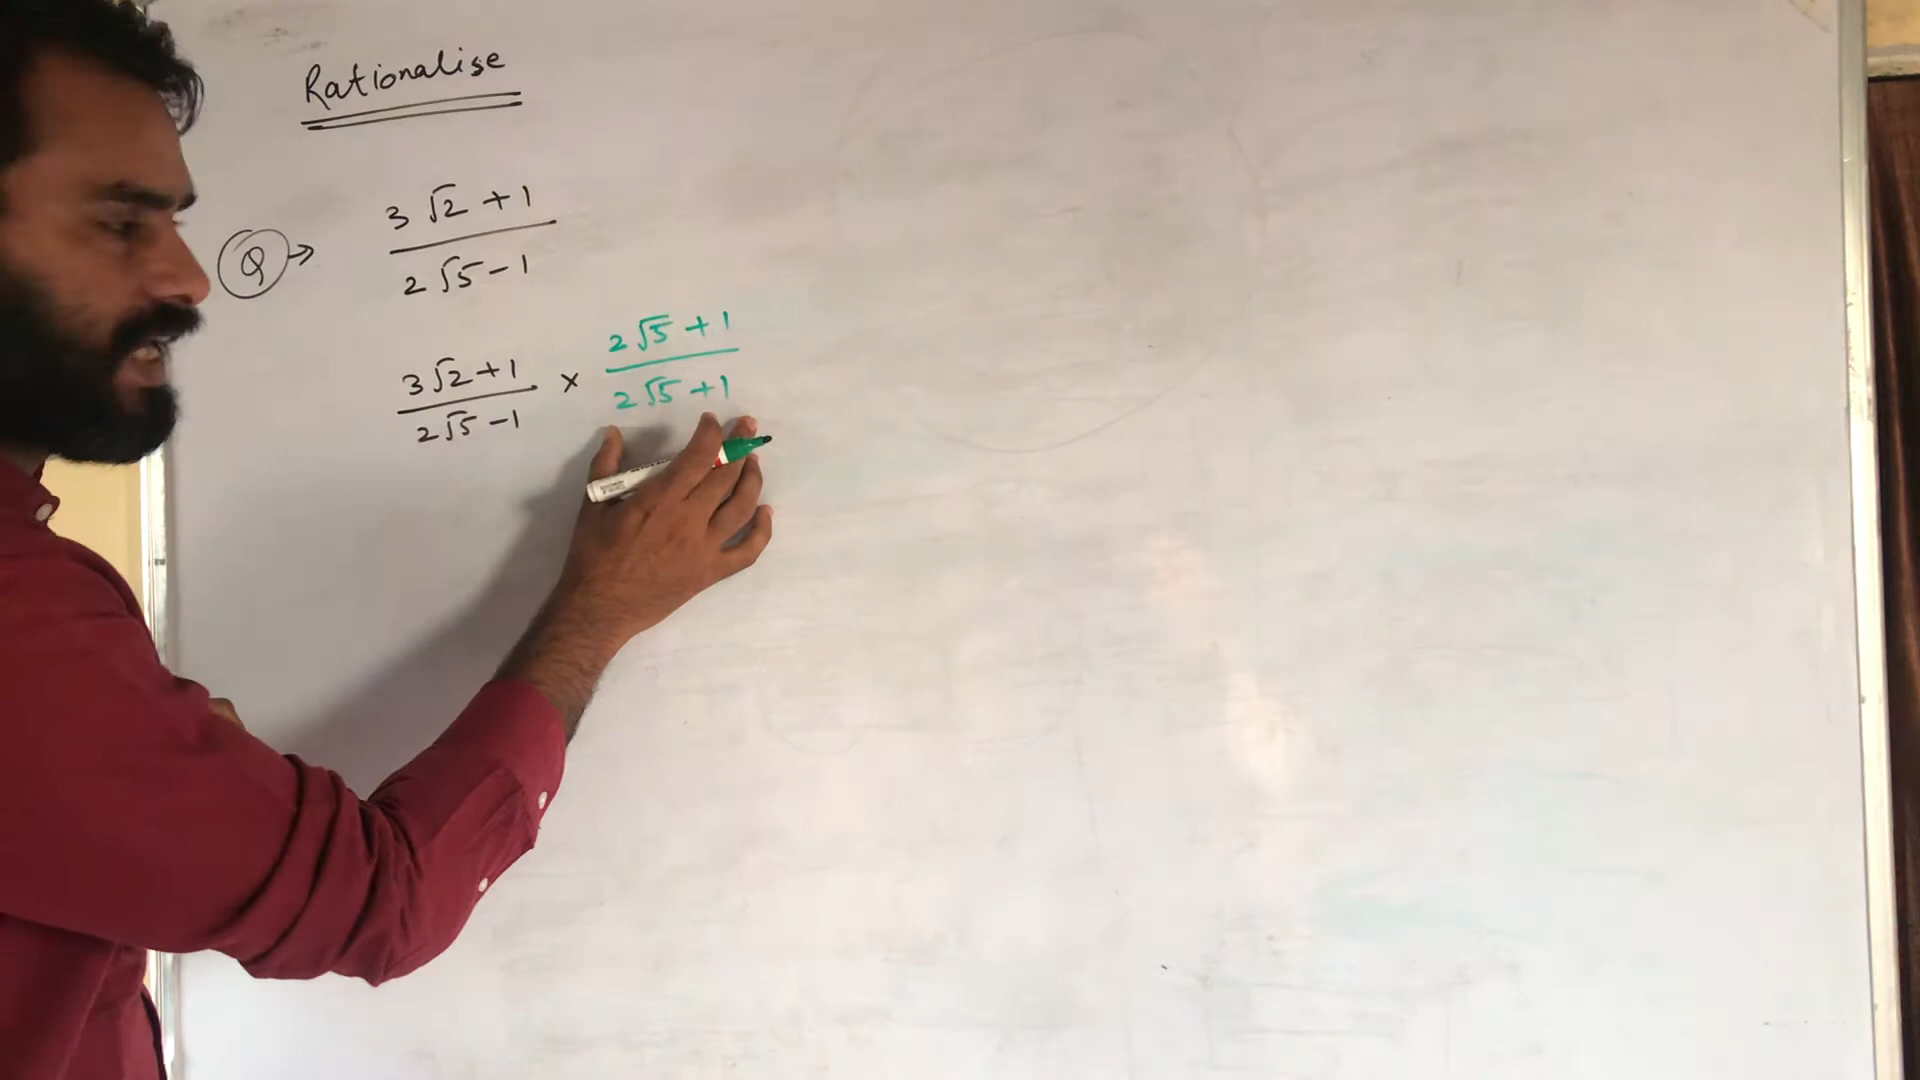 Rationalise
Q → (3√2 + 1) / (2√5 - 1)
(3√2 + 1) / (2√5 - 1) × (2√5 + 1) / (2√5 + 1)